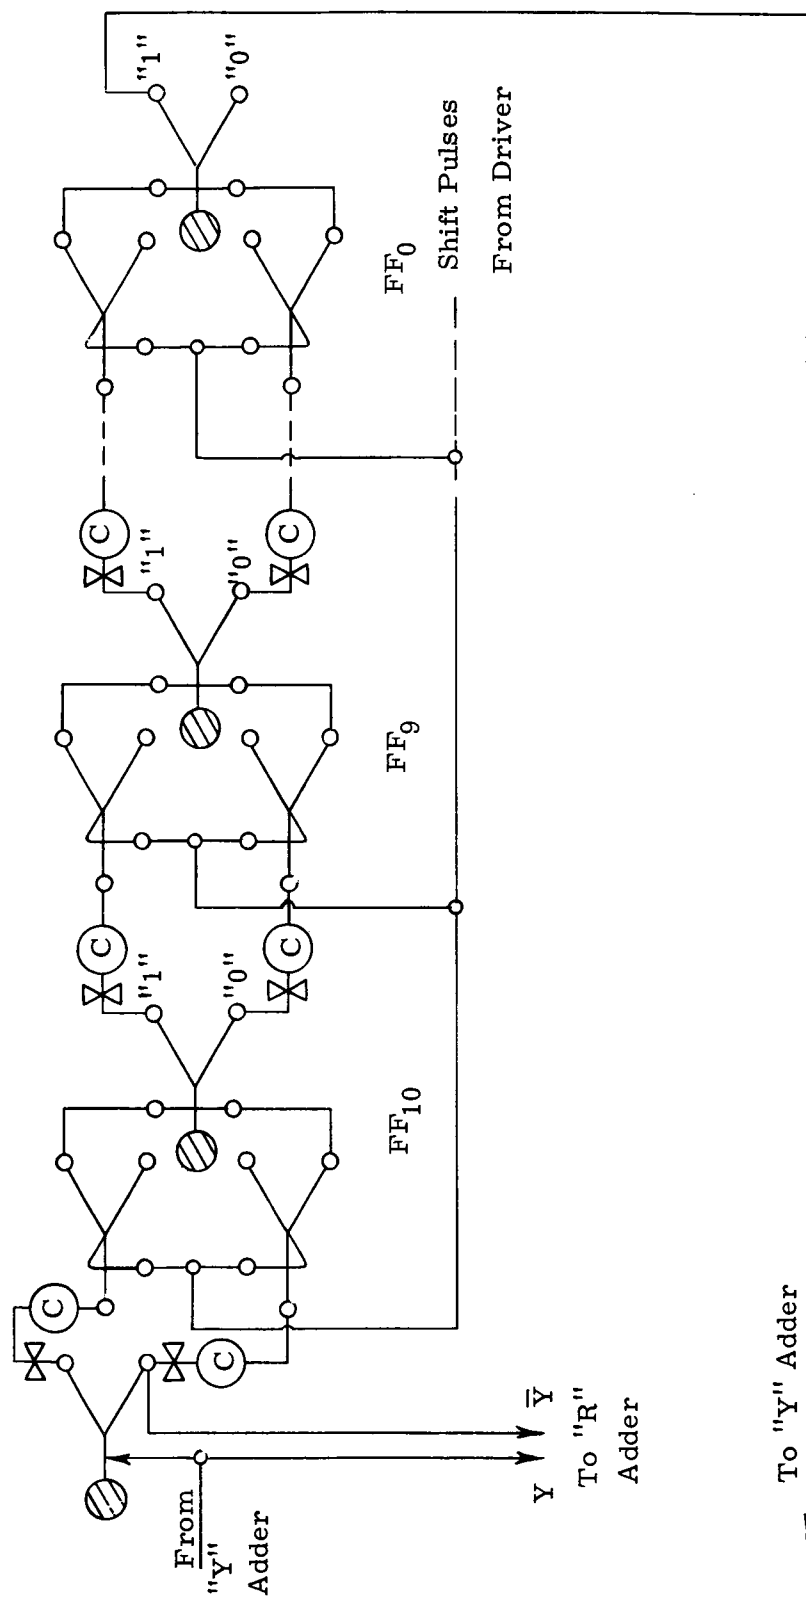 From
"Y"
Adder
Y
Y̅
To "R"
Adder
C
C
FF10
"1"
"0"
C
C
FF9
"1"
"0"
C
C
FF0
"1"
"0"
Shift Pulses
From Driver
To "Y" Adder